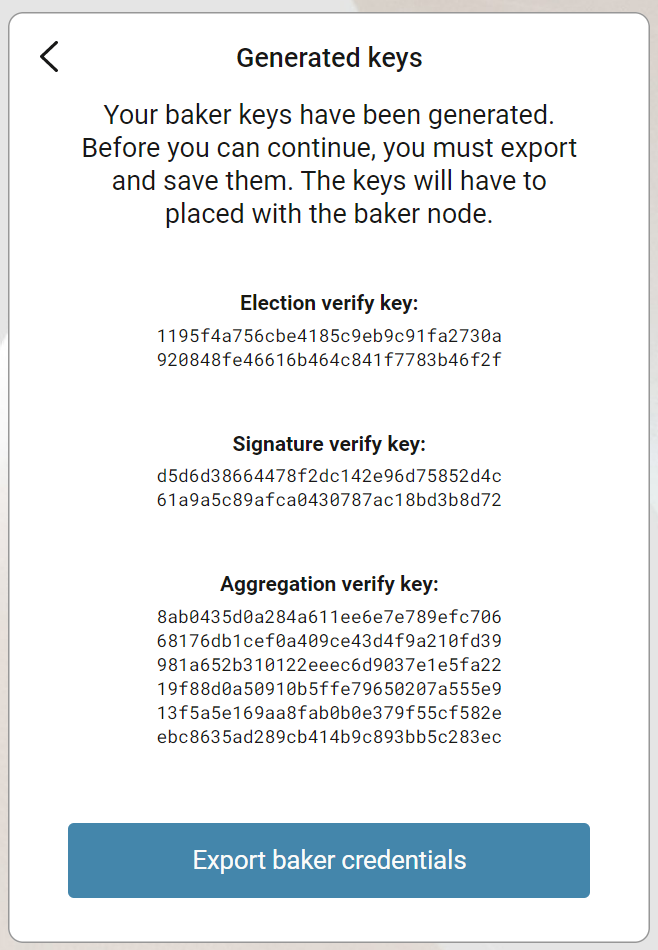 Generated keys
Your baker keys have been generated.
Before you can continue, you must export
and save them. The keys will have to
placed with the baker node.
Election verify key:
1195f4a756cbe4185c9eb9c91fa2730a
920848fe46616b464c841f7783b46f2f
Signature verify key:
d5d6d38664478f2dc142e96d75852d4c
61a9a5c89afca0430787ac18bd3b8d72
Aggregation verify key:
8ab0435d0a284a611ee6e7e789efc706
68176db1cef0a409ce43d4f9a210fd39
981a652b310122eeec6d9037e1e5fa22
19f88d0a50910b5ffe79650207a555e9
13f5a5e169aa8fab0b0e379f55cf582e
ebc8635ad289cb414b9c893bb5c283ec
Export baker credentials